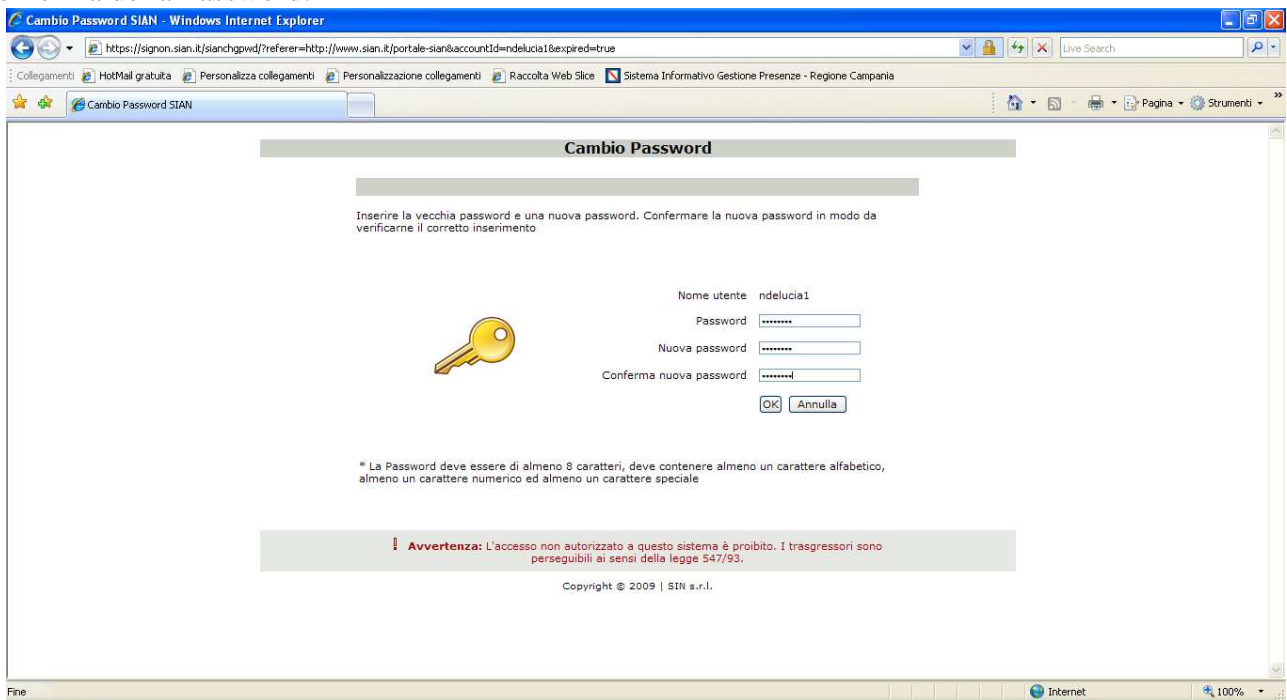 Cambio Password SIAN - Windows Internet Explorer
https://signon.sian.it/sianchgpwd/?referer=http://www.sian.it/portale-sian&accountId=ndelucia1&expired=true
Live Search
Collegamenti HotMail gratuita Personalizza collegamenti Personalizzazione collegamenti Raccolta Web Slice Sistema Informativo Gestione Presenze - Regione Campania
Cambio Password SIAN
Pagina Strumenti
Cambio Password
Inserire la vecchia password e una nuova password. Confermare la nuova password in modo da
verificarne il corretto inserimento
Nome utente ndelucia1
Password ••••••••
Nuova password ••••••••
Conferma nuova password ••••••••
OK Annulla
* La Password deve essere di almeno 8 caratteri, deve contenere almeno un carattere alfabetico,
almeno un carattere numerico ed almeno un carattere speciale
! Avvertenza: L'accesso non autorizzato a questo sistema è proibito. I trasgressori sono
perseguibili ai sensi della legge 547/93.
Copyright © 2009 | SIN s.r.l.
Fine Internet 100%